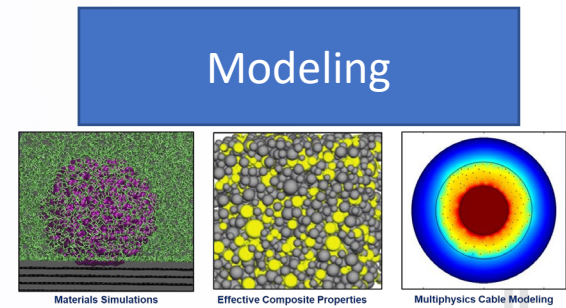 Modeling
Materials Simulations
Effective Composite Properties
Multiphysics Cable Modeling